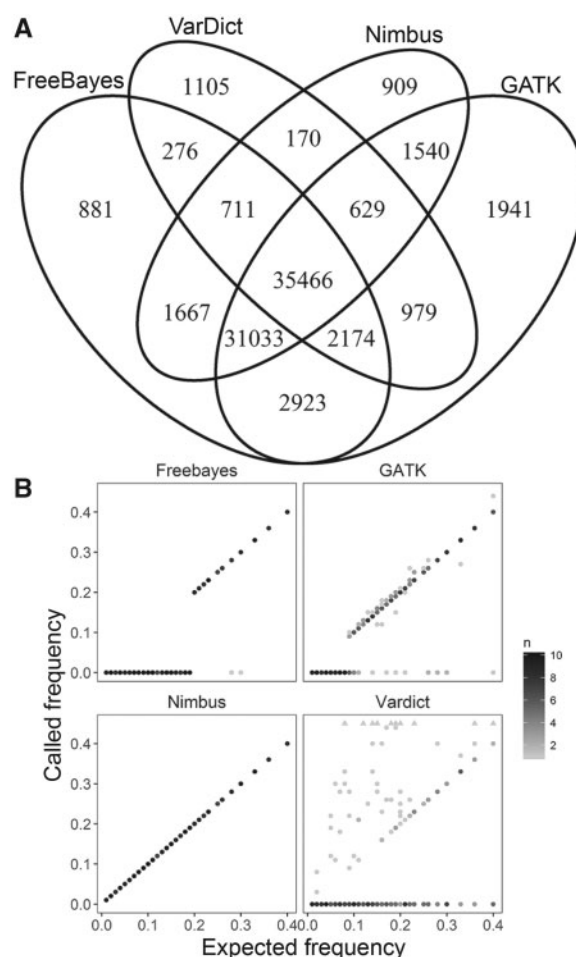 A
VarDict
Nimbus
FreeBayes
GATK
1105
909
276
170
1540
881
711
629
1941
35466
1667
979
31033
2174
2923
B
Freebayes
GATK
0.4
0.3
0.2
0.1
0.0
n
10
8
6
4
2
Called frequency
Nimbus
Vardict
0.4
0.3
0.2
0.1
0.0
0.0 0.1 0.2 0.3 0.4 0.0 0.1 0.2 0.3 0.4
Expected frequency